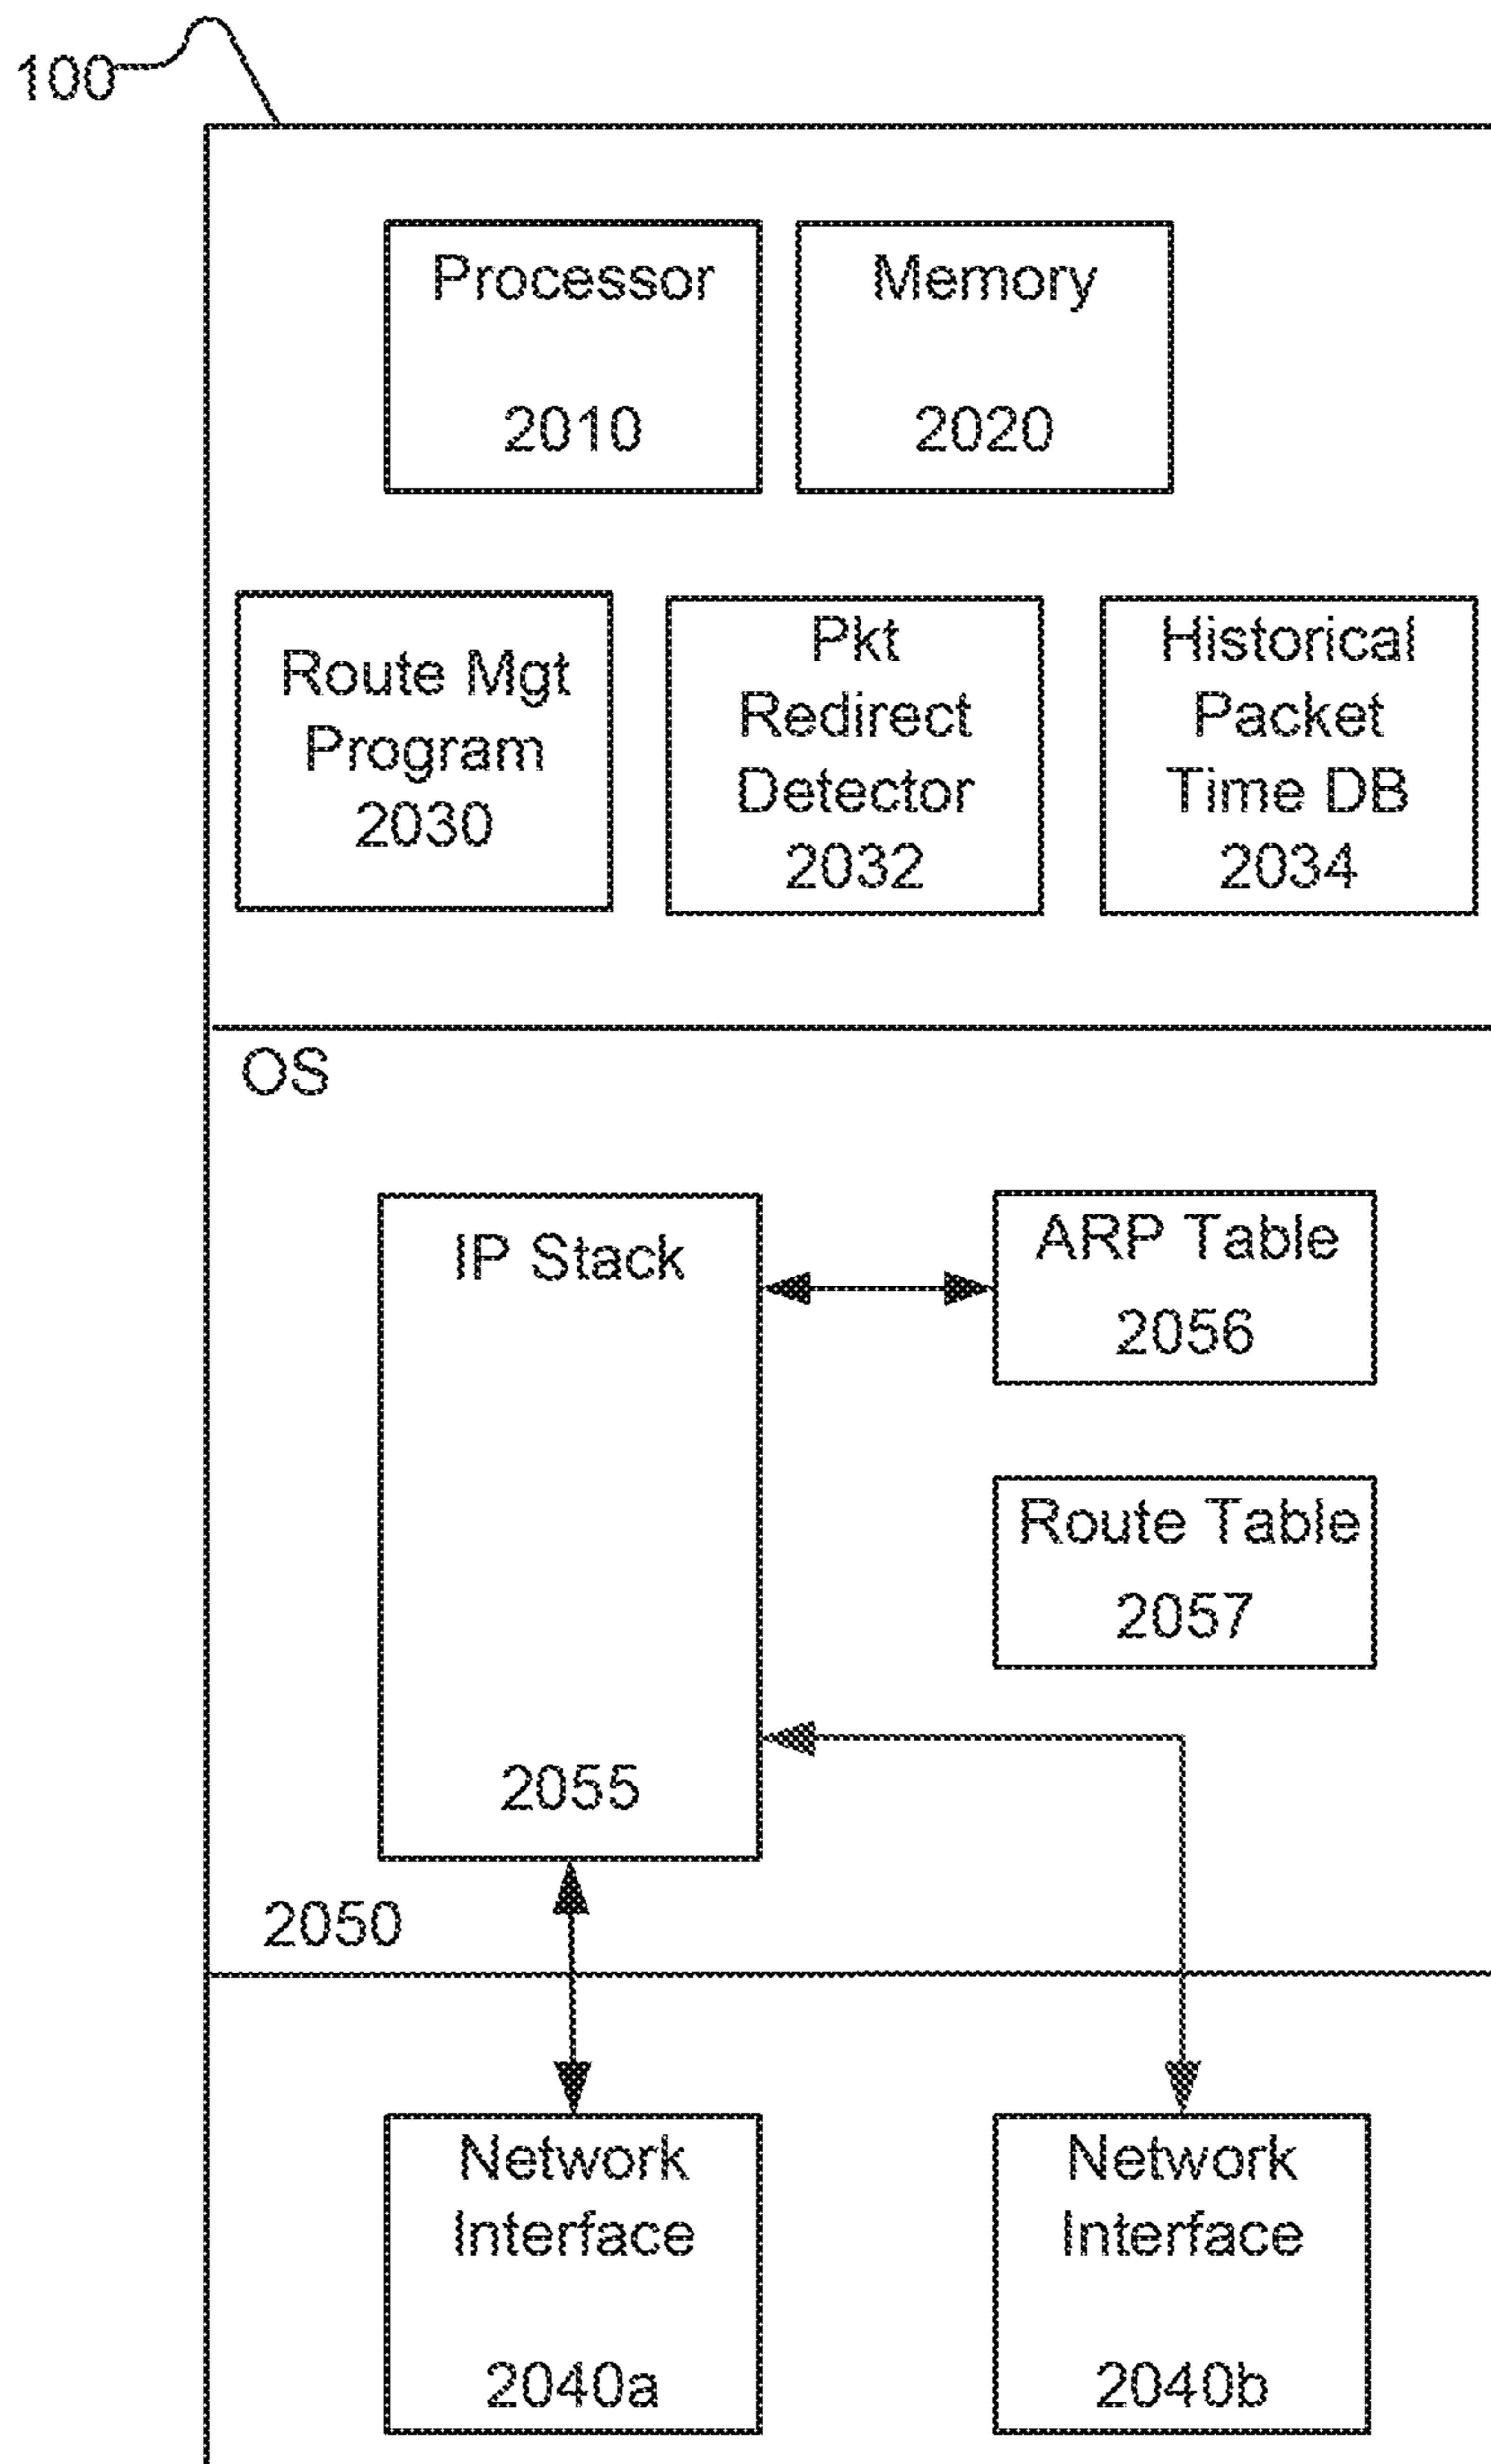 100
Processor
2010
Memory
2020
Route Mgt
Program
2030
Pkt
Redirect
Detector
2032
Historical
Packet
Time DB
2034
OS
IP Stack
2055
ARP Table
2056
Route Table
2057
2050
Network
Interface
2040a
Network
Interface
2040b